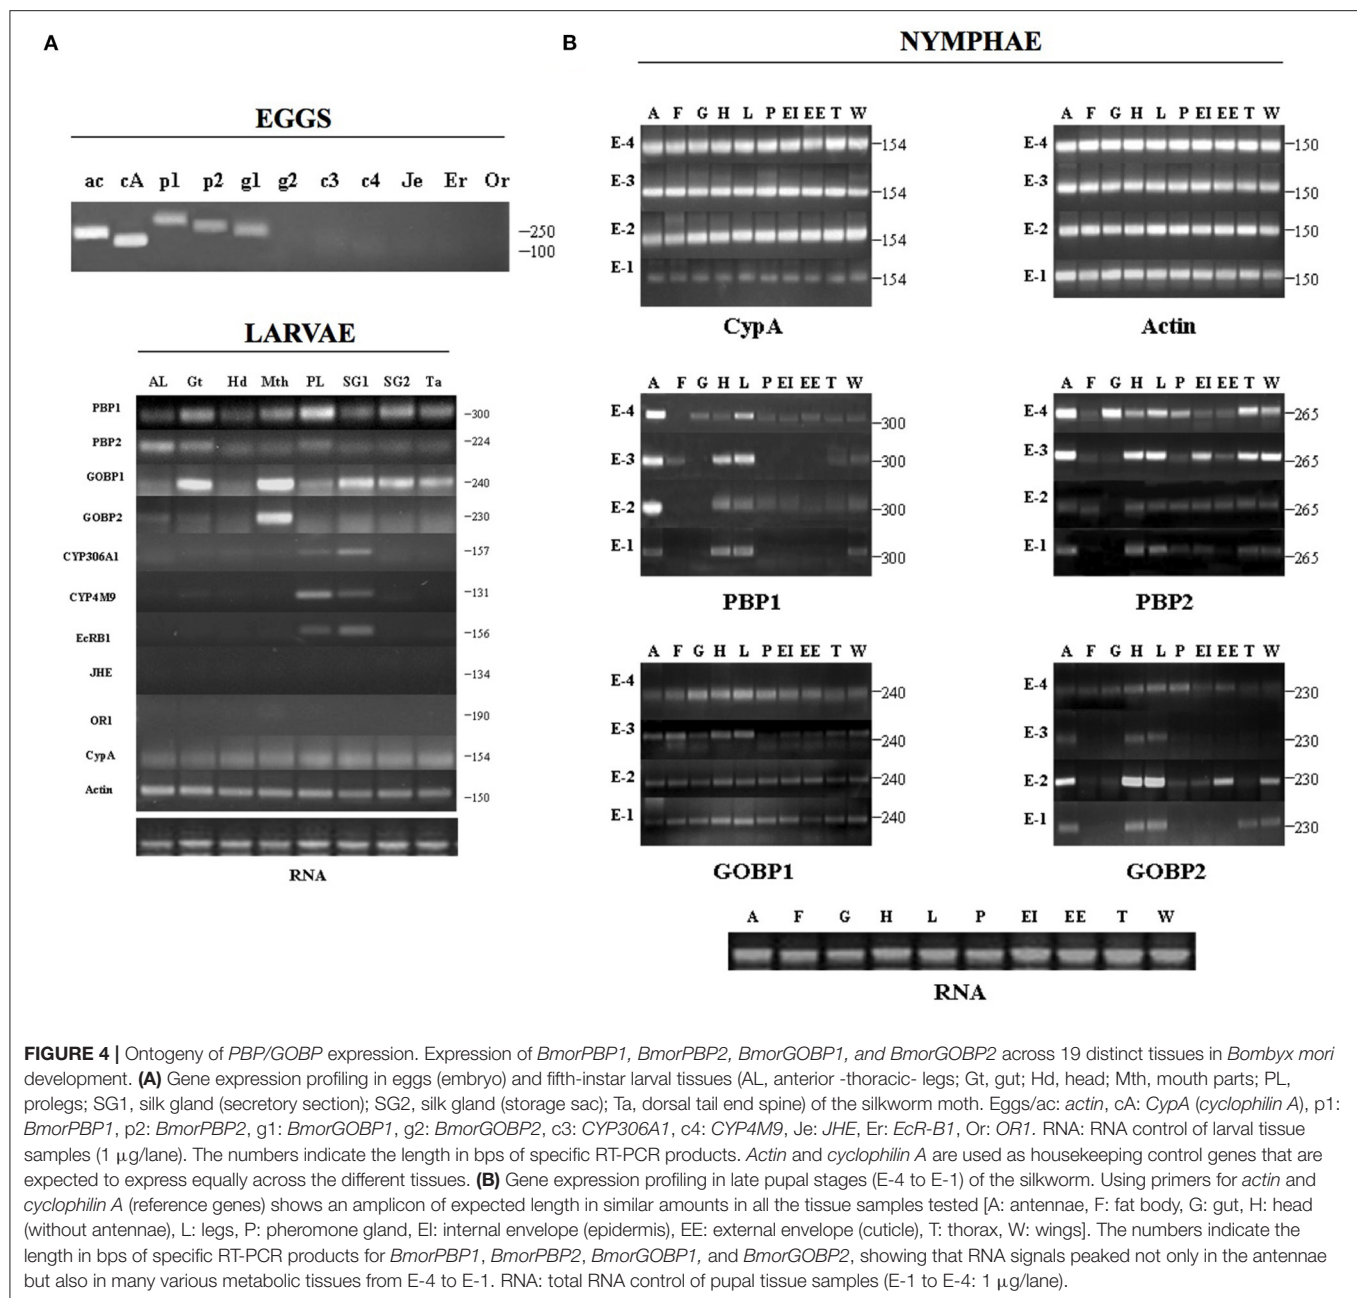 A
EGGS
ac cA p1 p2 g1 g2 c3 c4 Je Er Or
–250
–100
LARVAE
AL Gt Hd Mth PL SG1 SG2 Ta
PBP1 –300
PBP2 –224
GOBP1 –240
GOBP2 –230
CYP306A1 –157
CYP4M9 –131
EcRB1 –156
JHE –134
OR1 –190
CypA –154
Actin –150
RNA
B
NYMPHAE
A F G H L P EI EE T W
E-4 –154
E-3 –154
E-2 –154
E-1 –154
CypA
A F G H L P EI EE T W
E-4 –150
E-3 –150
E-2 –150
E-1 –150
Actin
A F G H L P EI EE T W
E-4 –300
E-3 –300
E-2 –300
E-1 –300
PBP1
A F G H L P EI EE T W
E-4 –265
E-3 –265
E-2 –265
E-1 –265
PBP2
A F G H L P EI EE T W
E-4 –240
E-3 –240
E-2 –240
E-1 –240
GOBP1
A F G H L P EI EE T W
E-4 –230
E-3 –230
E-2 –230
E-1 –230
GOBP2
A F G H L P EI EE T W
RNA
FIGURE 4 | Ontogeny of PBP/GOBP expression. Expression of BmorPBP1, BmorPBP2, BmorGOBP1, and BmorGOBP2 across 19 distinct tissues in Bombyx mori
development. (A) Gene expression profiling in eggs (embryo) and fifth-instar larval tissues (AL, anterior -thoracic- legs; Gt, gut; Hd, head; Mth, mouth parts; PL,
prolegs; SG1, silk gland (secretory section); SG2, silk gland (storage sac); Ta, dorsal tail end spine) of the silkworm moth. Eggs/ac: actin, cA: CypA (cyclophilin A), p1:
BmorPBP1, p2: BmorPBP2, g1: BmorGOBP1, g2: BmorGOBP2, c3: CYP306A1, c4: CYP4M9, Je: JHE, Er: EcR-B1, Or: OR1. RNA: RNA control of larval tissue
samples (1 μg/lane). The numbers indicate the length in bps of specific RT-PCR products. Actin and cyclophilin A are used as housekeeping control genes that are
expected to express equally across the different tissues. (B) Gene expression profiling in late pupal stages (E-4 to E-1) of the silkworm. Using primers for actin and
cyclophilin A (reference genes) shows an amplicon of expected length in similar amounts in all the tissue samples tested [A: antennae, F: fat body, G: gut, H: head
(without antennae), L: legs, P: pheromone gland, EI: internal envelope (epidermis), EE: external envelope (cuticle), T: thorax, W: wings]. The numbers indicate the
length in bps of specific RT-PCR products for BmorPBP1, BmorPBP2, BmorGOBP1, and BmorGOBP2, showing that RNA signals peaked not only in the antennae
but also in many various metabolic tissues from E-4 to E-1. RNA: total RNA control of pupal tissue samples (E-1 to E-4: 1 μg/lane).